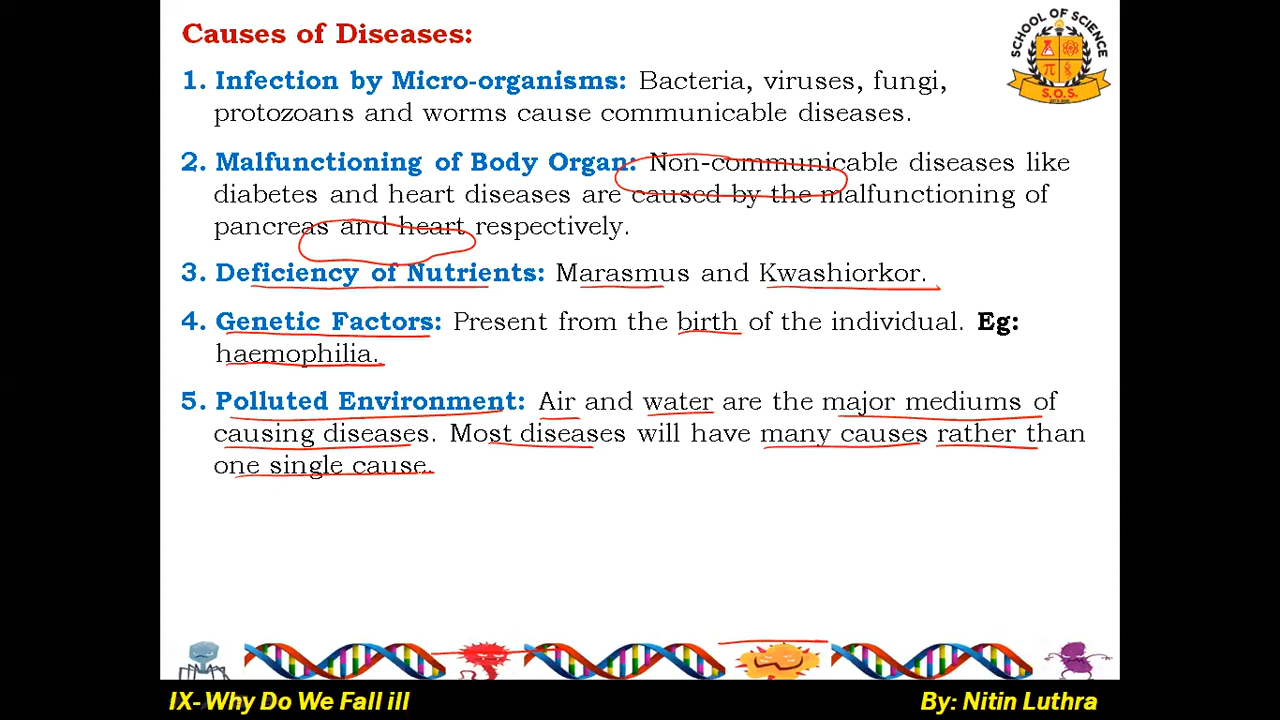 Causes of Diseases:
1. Infection by Micro-organisms: Bacteria, viruses, fungi,
protozoans and worms cause communicable diseases.
2. Malfunctioning of Body Organ: Non-communicable diseases like
diabetes and heart diseases are caused by the malfunctioning of
pancreas and heart respectively.
3. Deficiency of Nutrients: Marasmus and Kwashiorkor.
4. Genetic Factors: Present from the birth of the individual. Eg:
haemophilia.
5. Polluted Environment: Air and water are the major mediums of
causing diseases. Most diseases will have many causes rather than
one single cause.
SCHOOL OF SCIENCE
S.O.S.
IX-Why Do We Fall ill
By: Nitin Luthra